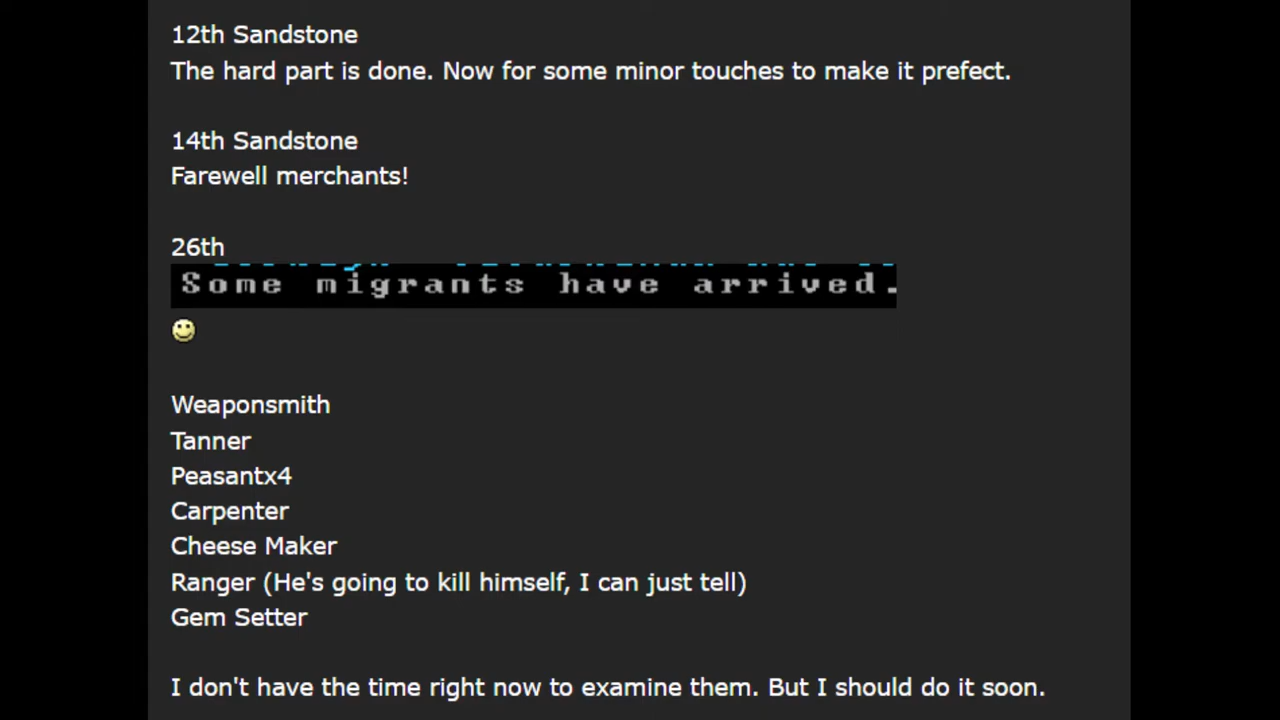 12th Sandstone
The hard part is done. Now for some minor touches to make it prefect.
14th Sandstone
Farewell merchants!
26th
Some migrants have arrived.
Weaponsmith
Tanner
Peasantx4
Carpenter
Cheese Maker
Ranger (He's going to kill himself, I can just tell)
Gem Setter
I don't have the time right now to examine them. But I should do it soon.